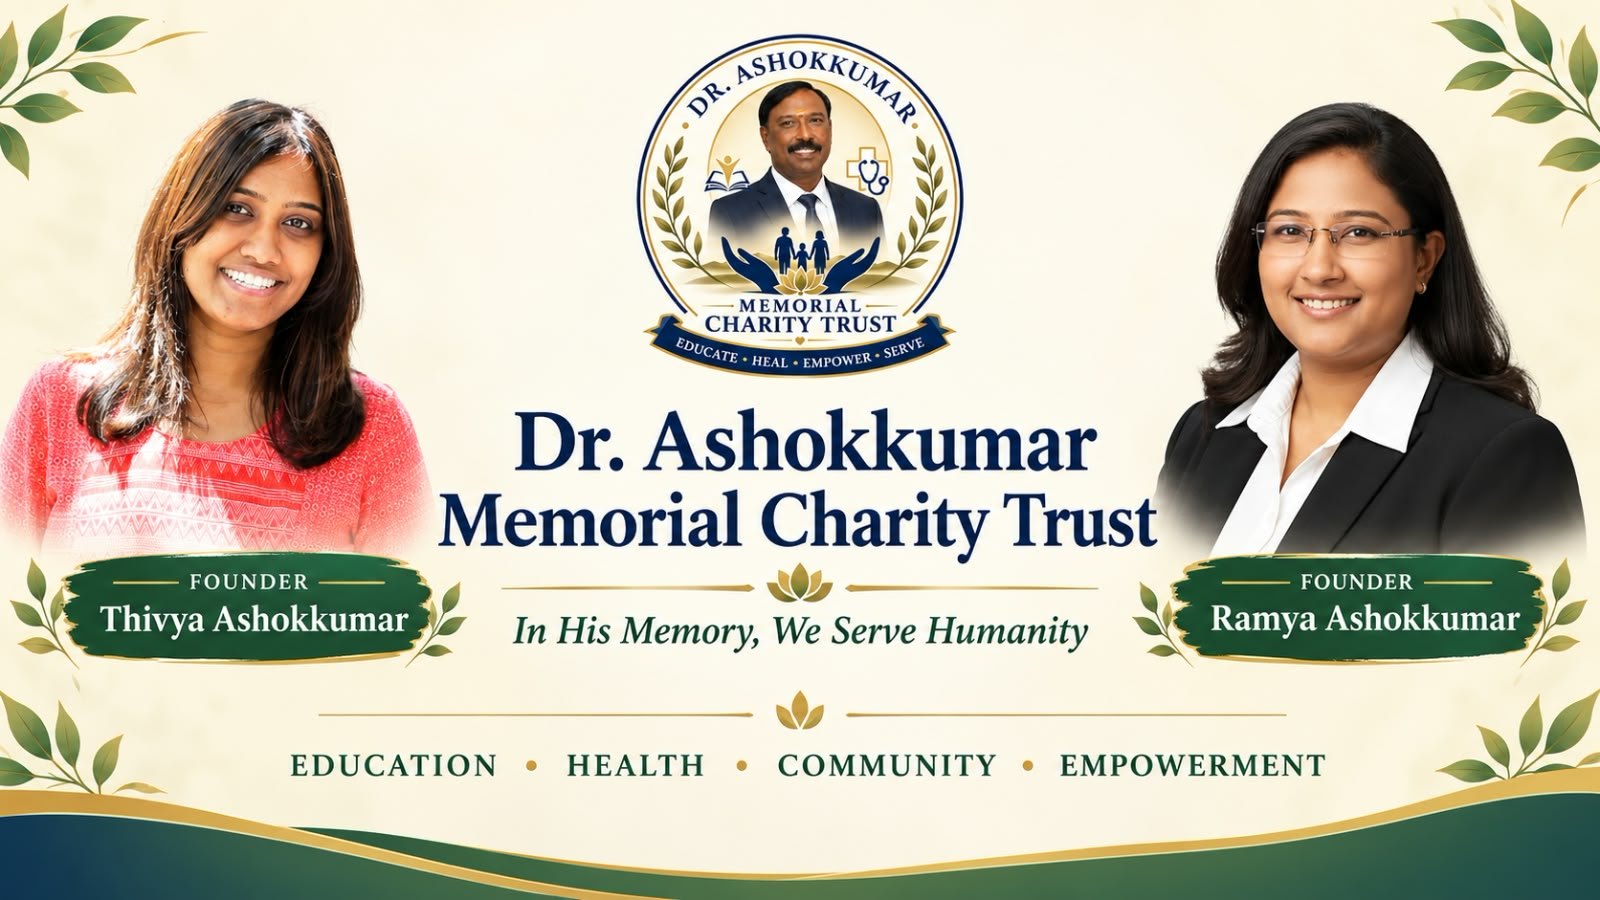 DR. ASHOKKUMAR
MEMORIAL
CHARITY TRUST
EDUCATE • HEAL • EMPOWER • SERVE
Dr. Ashokkumar
Memorial Charity Trust
In His Memory, We Serve Humanity
FOUNDER
Thivya Ashokkumar
FOUNDER
Ramya Ashokkumar
EDUCATION • HEALTH • COMMUNITY • EMPOWERMENT